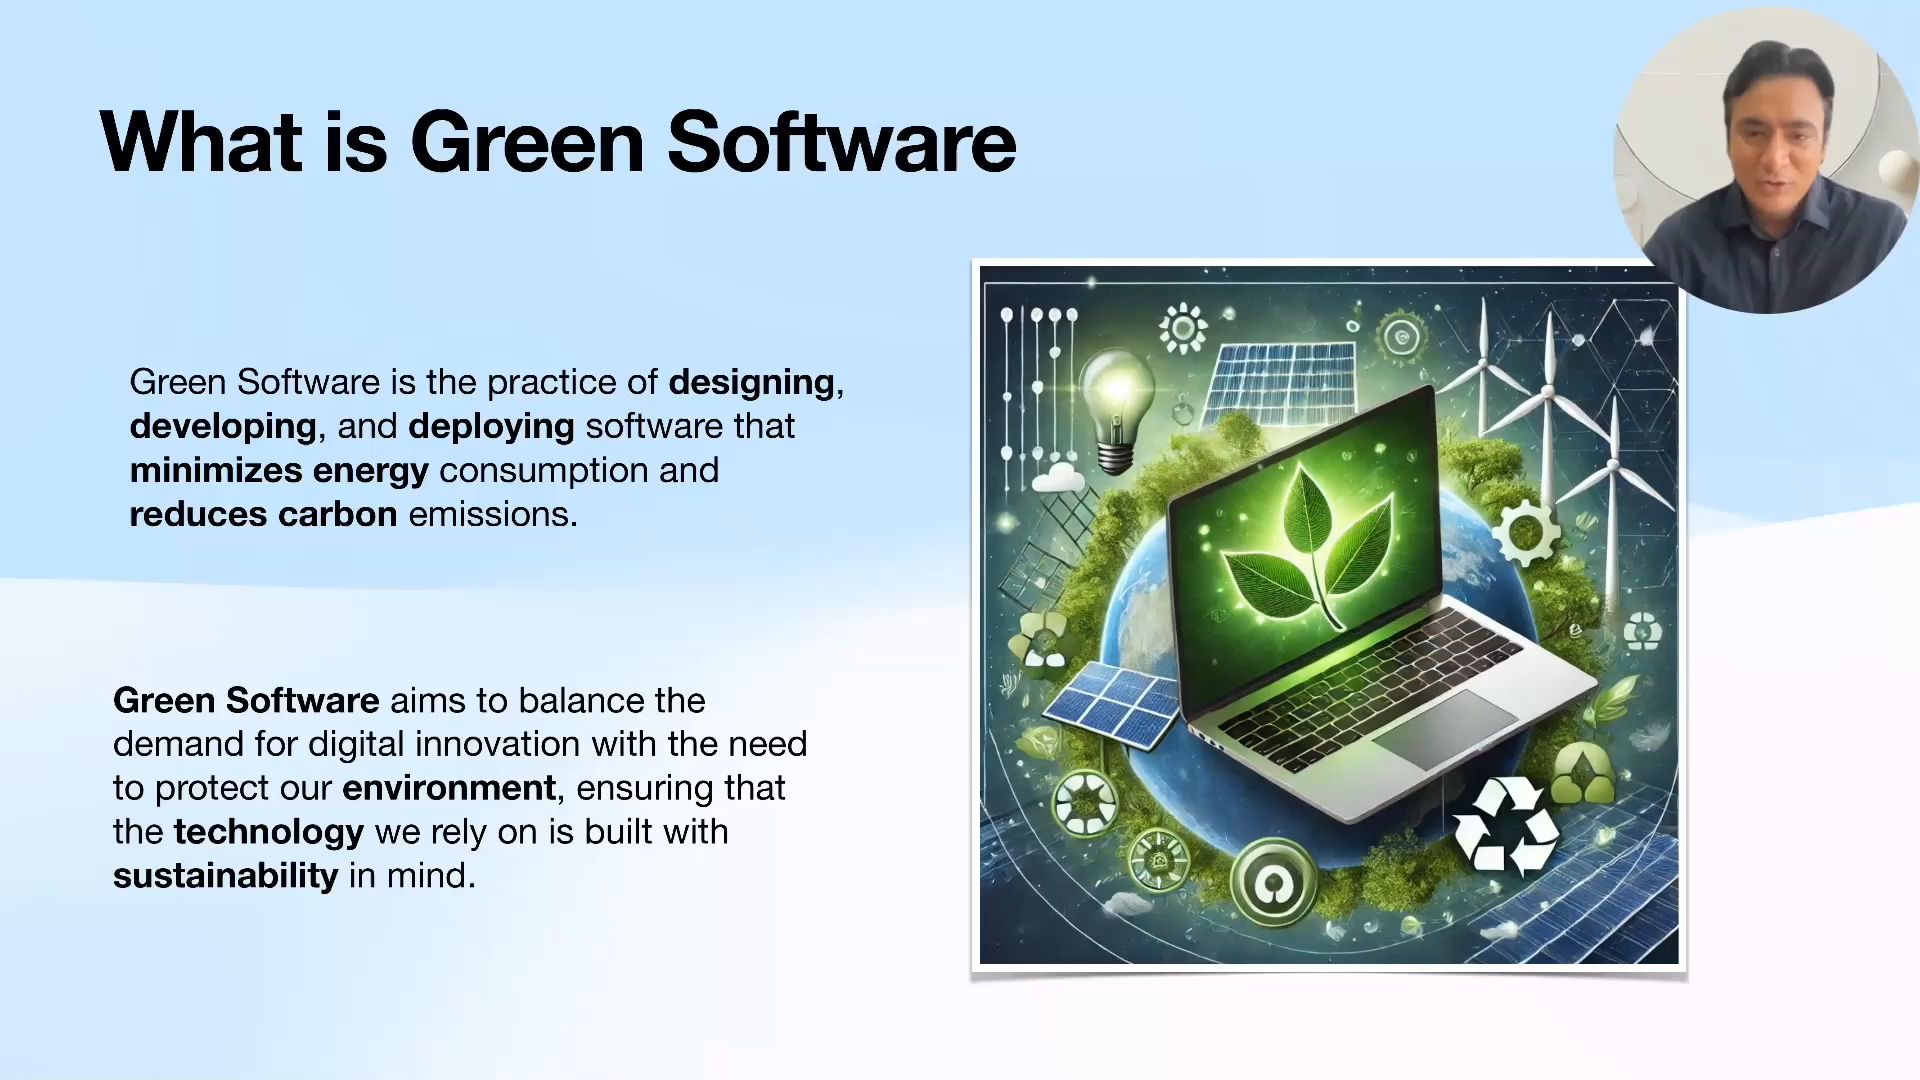 What is Green Software
Green Software is the practice of designing,
developing, and deploying software that
minimizes energy consumption and
reduces carbon emissions.
Green Software aims to balance the
demand for digital innovation with the need
to protect our environment, ensuring that
the technology we rely on is built with
sustainability in mind.